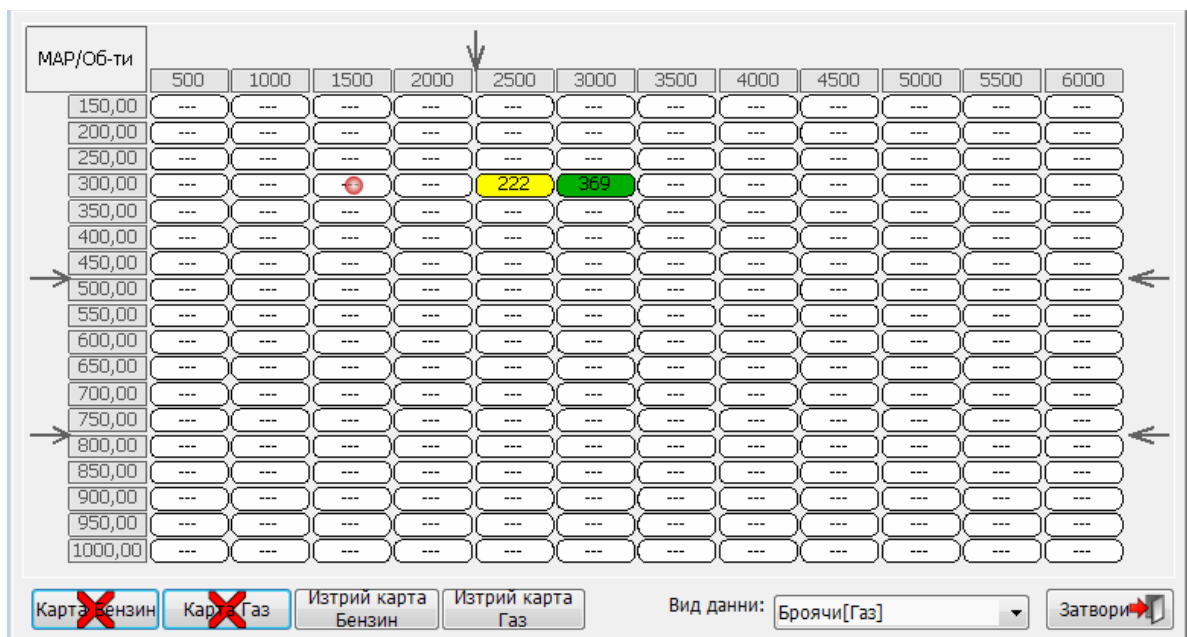 МАР/Об-ти
500 1000 1500 2000 2500 3000 3500 4000 4500 5000 5500 6000
150,00 --- --- --- --- --- --- --- --- --- --- --- ---
200,00 --- --- --- --- --- --- --- --- --- --- --- ---
250,00 --- --- --- --- --- --- --- --- --- --- --- ---
300,00 --- --- --- --- 222 369 --- --- --- --- --- ---
350,00 --- --- --- --- --- --- --- --- --- --- --- ---
400,00 --- --- --- --- --- --- --- --- --- --- --- ---
450,00 --- --- --- --- --- --- --- --- --- --- --- ---
500,00 --- --- --- --- --- --- --- --- --- --- --- ---
550,00 --- --- --- --- --- --- --- --- --- --- --- ---
600,00 --- --- --- --- --- --- --- --- --- --- --- ---
650,00 --- --- --- --- --- --- --- --- --- --- --- ---
700,00 --- --- --- --- --- --- --- --- --- --- --- ---
750,00 --- --- --- --- --- --- --- --- --- --- --- ---
800,00 --- --- --- --- --- --- --- --- --- --- --- ---
850,00 --- --- --- --- --- --- --- --- --- --- --- ---
900,00 --- --- --- --- --- --- --- --- --- --- --- ---
950,00 --- --- --- --- --- --- --- --- --- --- --- ---
1000,00 --- --- --- --- --- --- --- --- --- --- --- ---
Карта Бензин
Карта Газ
Изтрий карта
Бензин
Изтрий карта
Газ
Вид данни:
Броячи[Газ]
Затвори